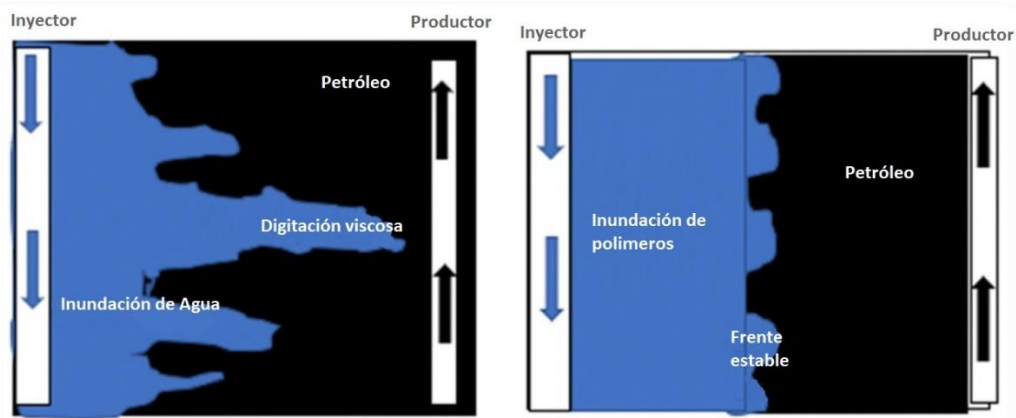 Inyector
Productor
Petróleo
Digitación viscosa
Inundación de Agua
Inyector
Productor
Petróleo
Inundación de
polimeros
Frente
estable